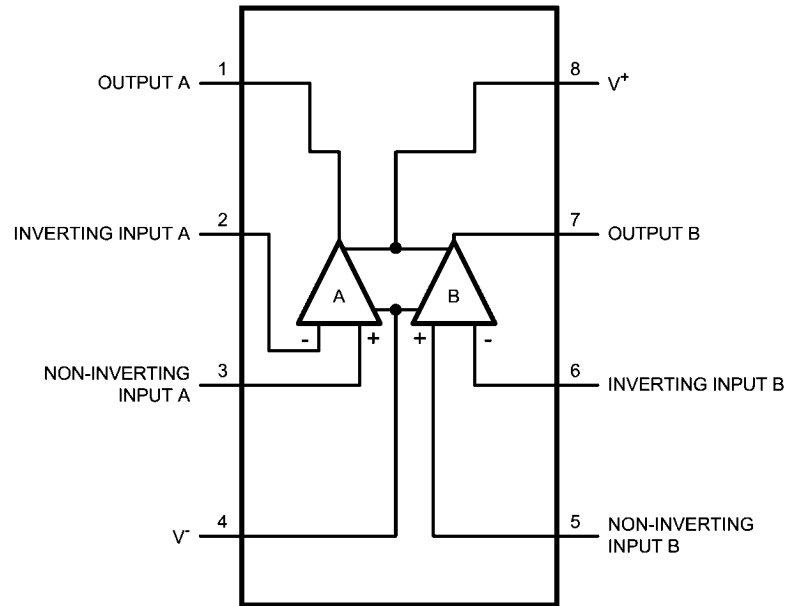 1
OUTPUT A
8
V⁺
2
INVERTING INPUT A
7
OUTPUT B
A
B
-
+
+
-
3
NON-INVERTING
INPUT A
6
INVERTING INPUT B
4
V⁻
5
NON-INVERTING
INPUT B